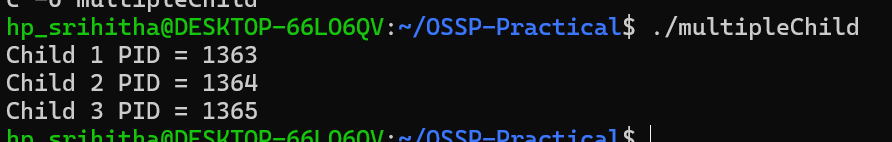 c -o multipleChild
hp_srihitha@DESKTOP-66LO6QV:~/OSSP-Practical$ ./multipleChild
Child 1 PID = 1363
Child 2 PID = 1364
Child 3 PID = 1365
hp_srihitha@DESKTOP-66LO6QV:~/OSSP-Practical$